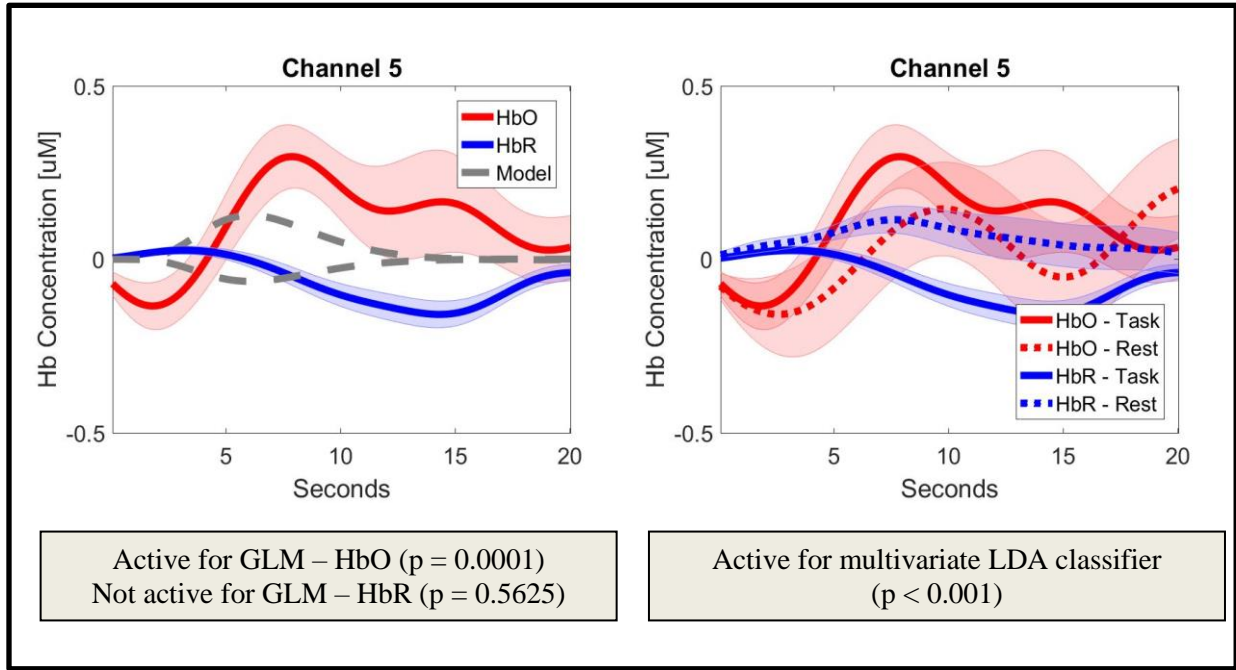 Channel 5
0.5
0
-0.5
Hb Concentration [uM]
5
10
15
20
Seconds
HbO
HbR
Model
Channel 5
0.5
0
-0.5
Hb Concentration [uM]
5
10
15
20
Seconds
HbO - Task
HbO - Rest
HbR - Task
HbR - Rest
Active for GLM – HbO (p = 0.0001)
Not active for GLM – HbR (p = 0.5625)
Active for multivariate LDA classifier
(p < 0.001)